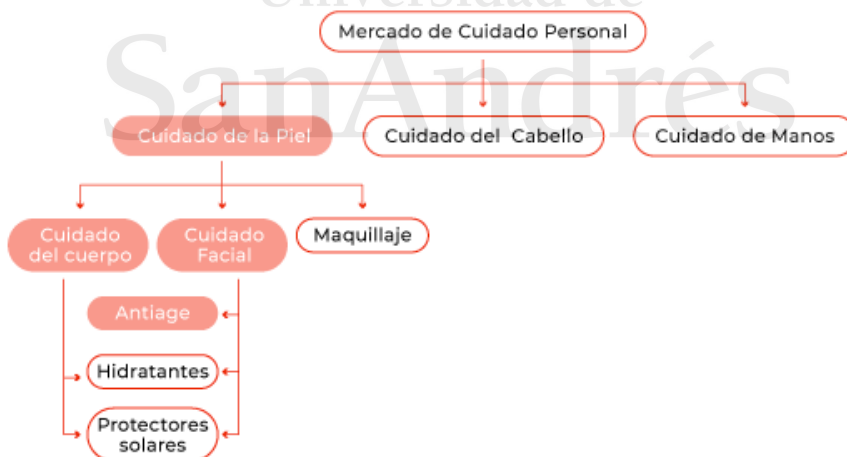 Universidad de
SanAndrés
Mercado de Cuidado Personal
Cuidado de la Piel
Cuidado del Cabello
Cuidado de Manos
Cuidado
del cuerpo
Cuidado
Facial
Maquillaje
Antiage
Hidratantes
Protectores
solares